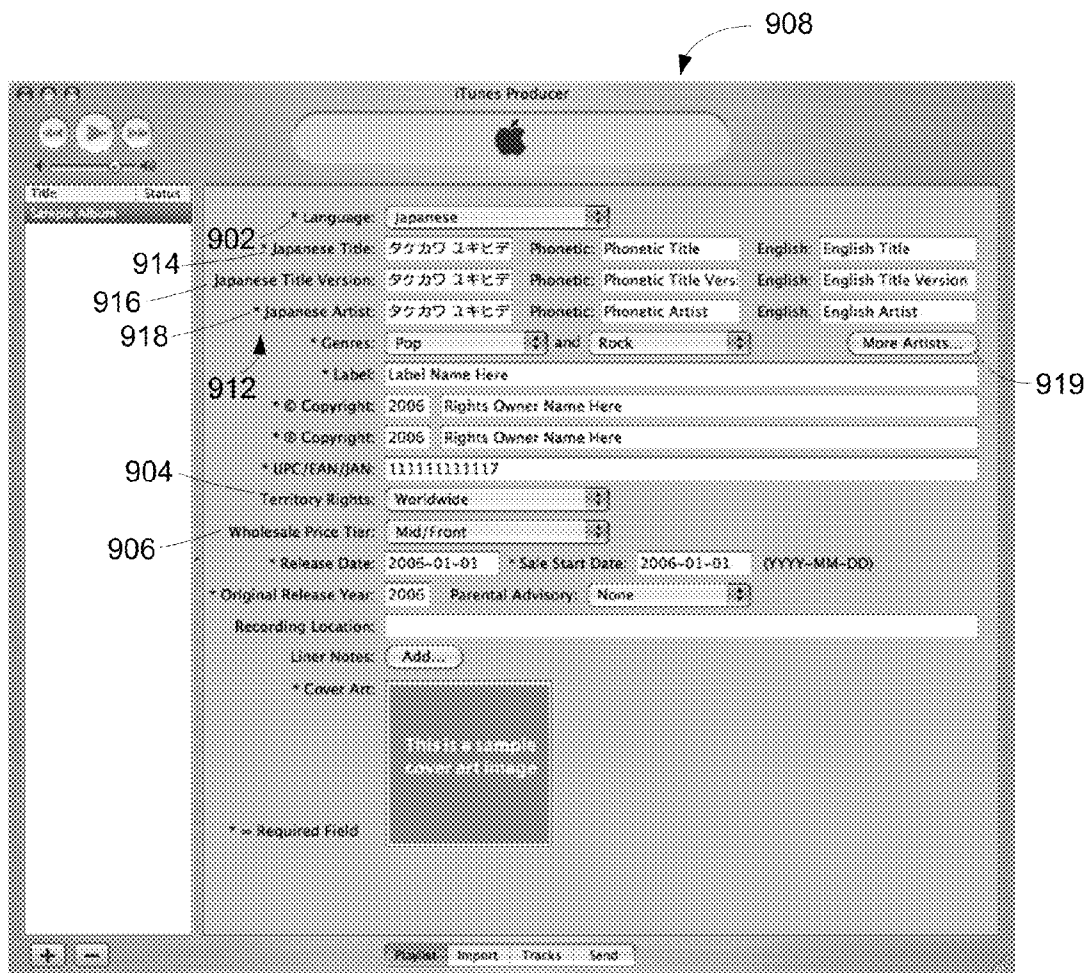 908
iTunes Producer
Title Status
* Language: Japanese
902
* Japanese Title: タケカワ ユキヒデ Phonetic: Phonetic Title English: English Title
914
Japanese Title Version: タケカワ ユキヒデ Phonetic: Phonetic Title Vers English: English Title Version
916
* Japanese Artist: タケカワ ユキヒデ Phonetic: Phonetic Artist English: English Artist
918
* Genres: Pop and Rock More Artists...
912
* Label: Label Name Here
919
* © Copyright: 2006 Rights Owner Name Here
* ℗ Copyright: 2006 Rights Owner Name Here
* UPC/EAN/JAN: 111111111117
904
Territory Rights: Worldwide
Wholesale Price Tier: Mid/Front
906
* Release Date: 2006-01-01 * Sale Start Date: 2006-01-01 (YYYY-MM-DD)
* Original Release Year: 2006 Parental Advisory: None
Recording Location:
Liner Notes: Add...
* Cover Art:
This is a sample
cover art image
* = Required Field
+ −
Playlist Import Tracks Send